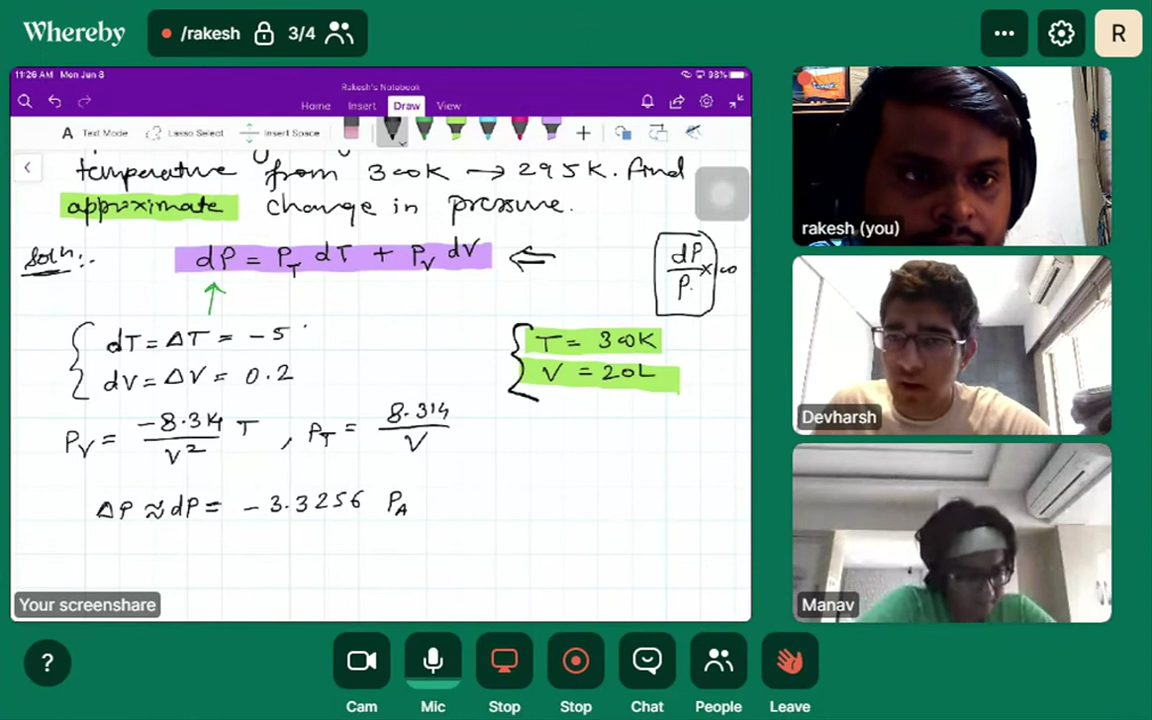 Whereby
/rakesh 3/4
R
11:26 AM Mon Jun 8
98%
Rakesh's Notebook
Home Insert Draw View
A Text Mode Lasso Select Insert Space
temperature from 300K → 295K. Find
approximate change in pressure.
Soln:-
dP = P_T dT + P_V dV ⇐
dP/P × 100
dT = ΔT = -5
dV = ΔV = 0.2
T = 300K
V = 20L
P_V = -8.314/V² T , P_T = 8.314/V
ΔP ≈ dP = -3.3256 PA
Your screenshare
rakesh (you)
Devharsh
Manav
?
Cam
Mic
Stop
Stop
Chat
People
Leave